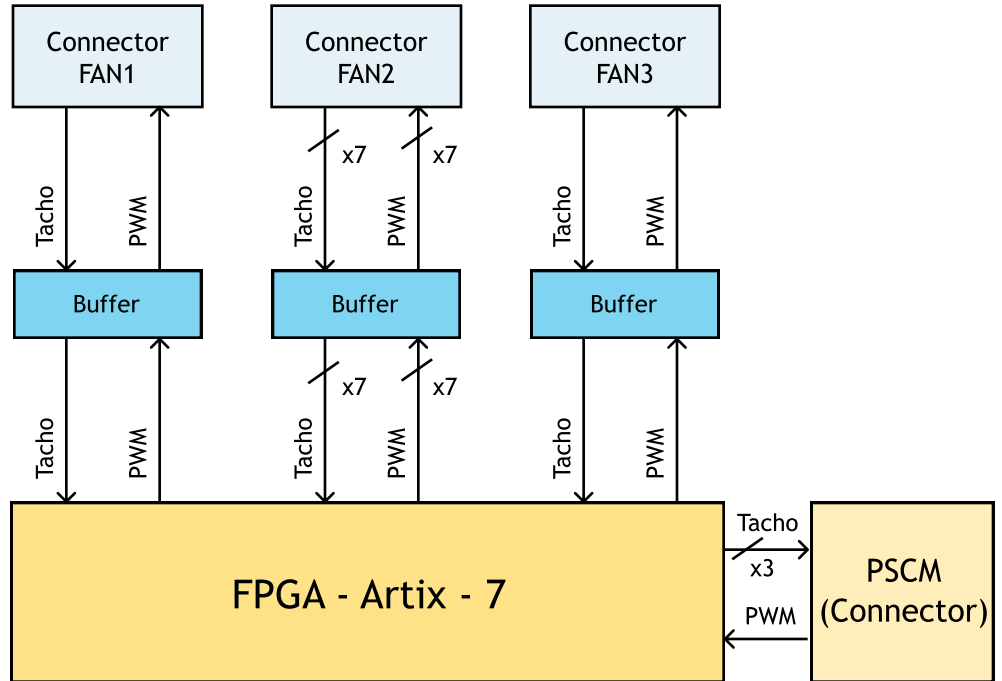 Connector
FAN1
Connector
FAN2
Connector
FAN3
x7
x7
Tacho
PWM
Tacho
PWM
Tacho
PWM
Buffer
Buffer
Buffer
x7
x7
Tacho
PWM
Tacho
PWM
Tacho
PWM
FPGA - Artix - 7
Tacho
x3
PWM
PSCM
(Connector)